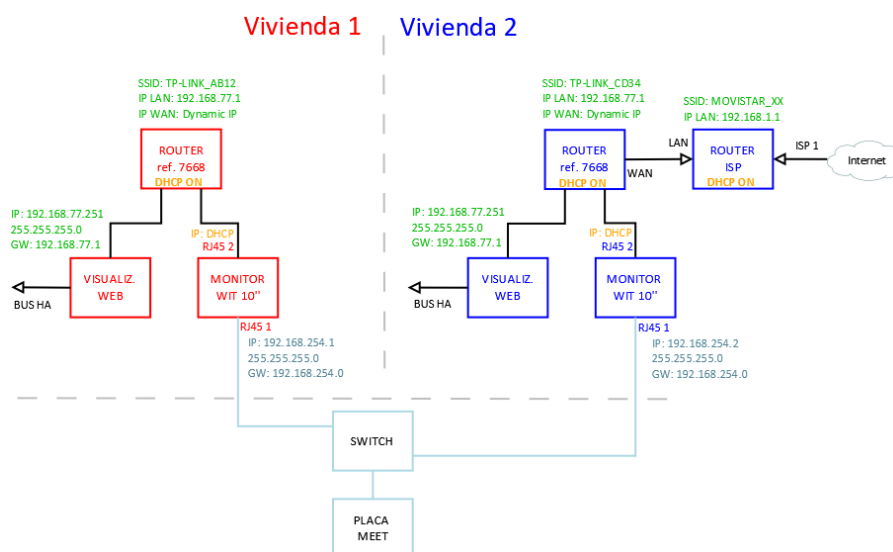 Vivienda 1
Vivienda 2
SSID: TP-LINK_AB12
IP LAN: 192.168.77.1
IP WAN: Dynamic IP
ROUTER
ref. 7668
DHCP ON
IP: 192.168.77.251
255.255.255.0
GW: 192.168.77.1
IP: DHCP
RJ45 2
VISUALIZ.
WEB
BUS HA
MONITOR
WIT 10"
RJ45 1
IP: 192.168.254.1
255.255.255.0
GW: 192.168.254.0
SSID: TP-LINK_CD34
IP LAN: 192.168.77.1
IP WAN: Dynamic IP
ROUTER
ref. 7668
DHCP ON
WAN
LAN
SSID: MOVISTAR_XX
IP LAN: 192.168.1.1
ROUTER
ISP
DHCP ON
ISP 1
Internet
IP: 192.168.77.251
255.255.255.0
GW: 192.168.77.1
IP: DHCP
RJ45 2
VISUALIZ.
WEB
BUS HA
MONITOR
WIT 10"
RJ45 1
IP: 192.168.254.2
255.255.255.0
GW: 192.168.254.0
SWITCH
PLACA
MEET